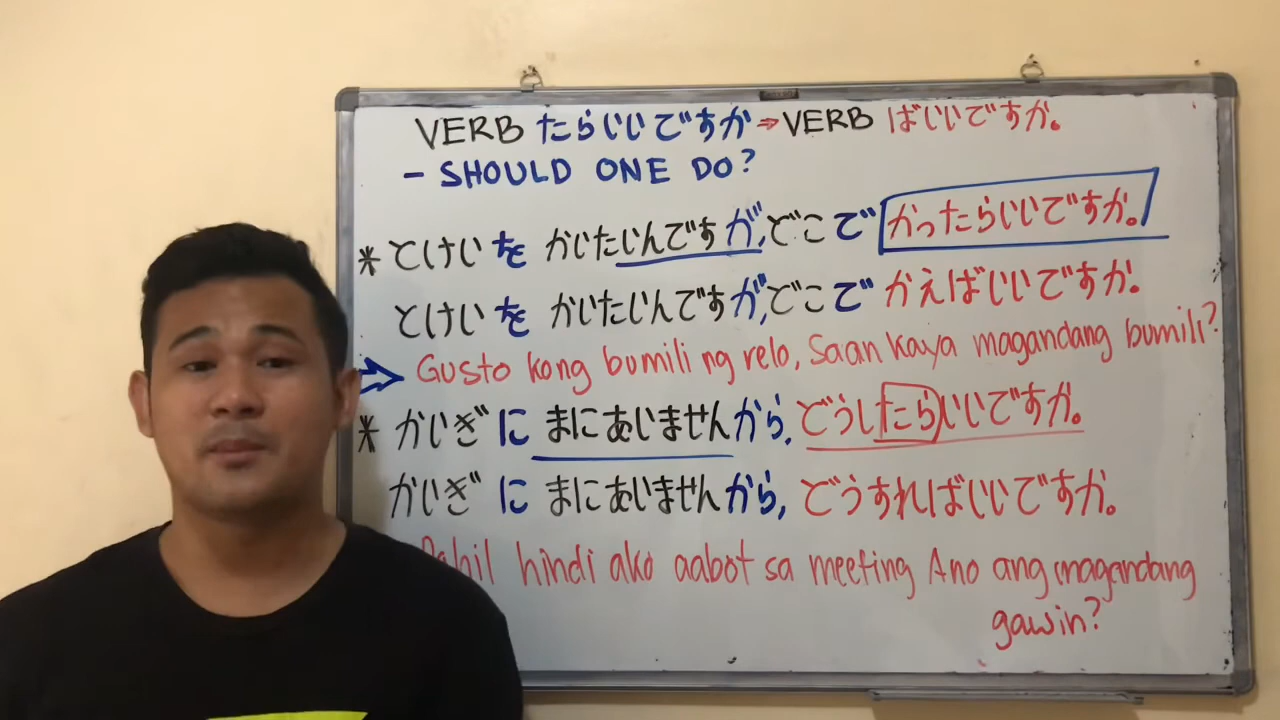 VERB たらいいですか⇒VERB ばいいですか。
- SHOULD ONE DO?
* とけいを かいたいんですが,どこで かったらいいですか。
とけいを かいたいんですが,どこで かえばいいですか.
⇒ Gusto kong bumili ng relo, Saan kaya magandang bumili?
* かいぎに まにあいませんから, どうしたらいいですか。
かいぎに まにあいませんから, どうすればいいですか.
hindi ako aabot sa meeting Ano ang magandang
gawin?